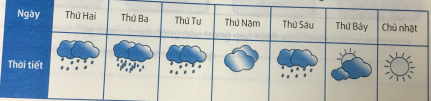 Ngày Thứ Hai Thứ Ba Thứ Tư Thứ Năm Thứ Sáu Thứ Bảy Chủ nhật
Thời tiết